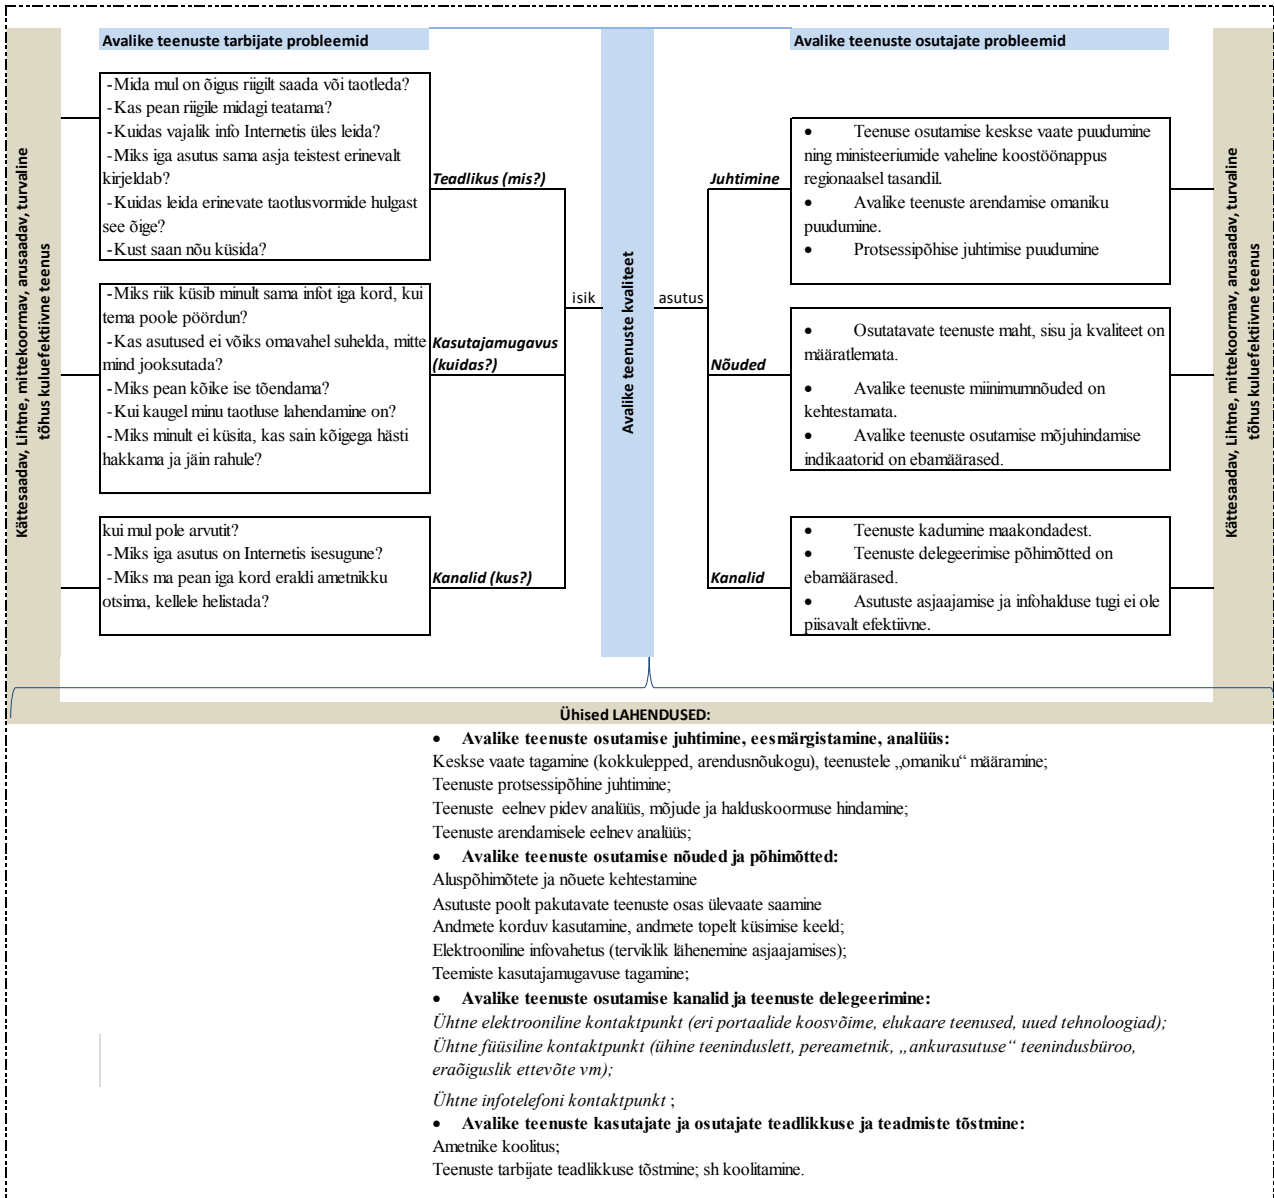 Avalike teenuste tarbijate probleemid
Avalike teenuste osutajate probleemid
Kättesaadav, Lihtne, mittekoormav, arusaadav, turvaline
tõhus kuluefektiivne teenus
-Mida mul on õigus riigilt saada või taotleda?
-Kas pean riigile midagi teatama?
-Kuidas vajalik info Internetis üles leida?
-Miks iga asutus sama asja teistest erinevalt
kirjeldab?
-Kuidas leida erinevate taotlusvormide hulgast
see õige?
-Kust saan nõu küsida?
Teadlikus (mis?)
-Miks riik küsib minult sama infot iga kord, kui
tema poole pöördun?
-Kas asutused ei võiks omavahel suhelda, mitte
mind jooksutada?
-Miks pean kõike ise tõendama?
-Kui kaugel minu taotluse lahendamine on?
-Miks minult ei küsita, kas sain kõigega hästi
hakkama ja jäin rahule?
Kasutajamugavus
(kuidas?)
kui mul pole arvutit?
-Miks iga asutus on Internetis isesugune?
-Miks ma pean iga kord eraldi ametnikku
otsima, kellele helistada?
Kanalid (kus?)
isik
Avalike teenuste kvaliteet
asutus
Juhtimine
• Teenuse osutamise keskse vaate puudumine
ning ministeeriumide vaheline koostöönappus
regionaalsel tasandil.
• Avalike teenuste arendamise omaniku
puudumine.
• Protsessipõhise juhtimise puudumine
Nõuded
• Osutatavate teenuste maht, sisu ja kvaliteet on
määratlemata.
• Avalike teenuste miinimumnõuded on
kehtestamata.
• Avalike teenuste osutamise mõjuhindamise
indikaatorid on ebamäärased.
Kanalid
• Teenuste kadumine maakondadest.
• Teenuste delegeerimise põhimõtted on
ebamäärased.
• Asutuste asjaajamise ja infohalduse tugi ei ole
piisavalt efektiivne.
Kättesaadav, Lihtne, mittekoormav, arusaadav, turvaline
tõhus kuluefektiivne teenus
Ühised LAHENDUSED:
• Avalike teenuste osutamise juhtimine, eesmärgistamine, analüüs:
Keskse vaate tagamine (kokkulepped, arendusnõukogu), teenustele „omaniku“ määramine;
Teenuste protsessipõhine juhtimine;
Teenuste eelnev pidev analüüs, mõjude ja halduskoormuse hindamine;
Teenuste arendamisele eelnev analüüs;
• Avalike teenuste osutamise nõuded ja põhimõtted:
Aluspõhimõtete ja nõuete kehtestamine
Asutuste poolt pakutavate teenuste osas ülevaate saamine
Andmete korduv kasutamine, andmete topelt küsimise keeld;
Elektrooniline infovahetus (terviklik lähenemine asjaajamises);
Teemiste kasutajamugavuse tagamine;
• Avalike teenuste osutamise kanalid ja teenuste delegeerimine:
Ühtne elektrooniline kontaktpunkt (eri portaalide koosvõime, elukaare teenused, uued tehnoloogiad);
Ühtne füüsiline kontaktpunkt (ühine teeninduslett, pereametnik, „ankurasutuse“ teenindusbüroo,
eraõiguslik ettevõte vm);
Ühtne infotelefoni kontaktpunkt ;
• Avalike teenuste kasutajate ja osutajate teadlikkuse ja teadmiste tõstmine:
Ametnike koolitus;
Teenuste tarbijate teadlikkuse tõstmine; sh koolitamine.